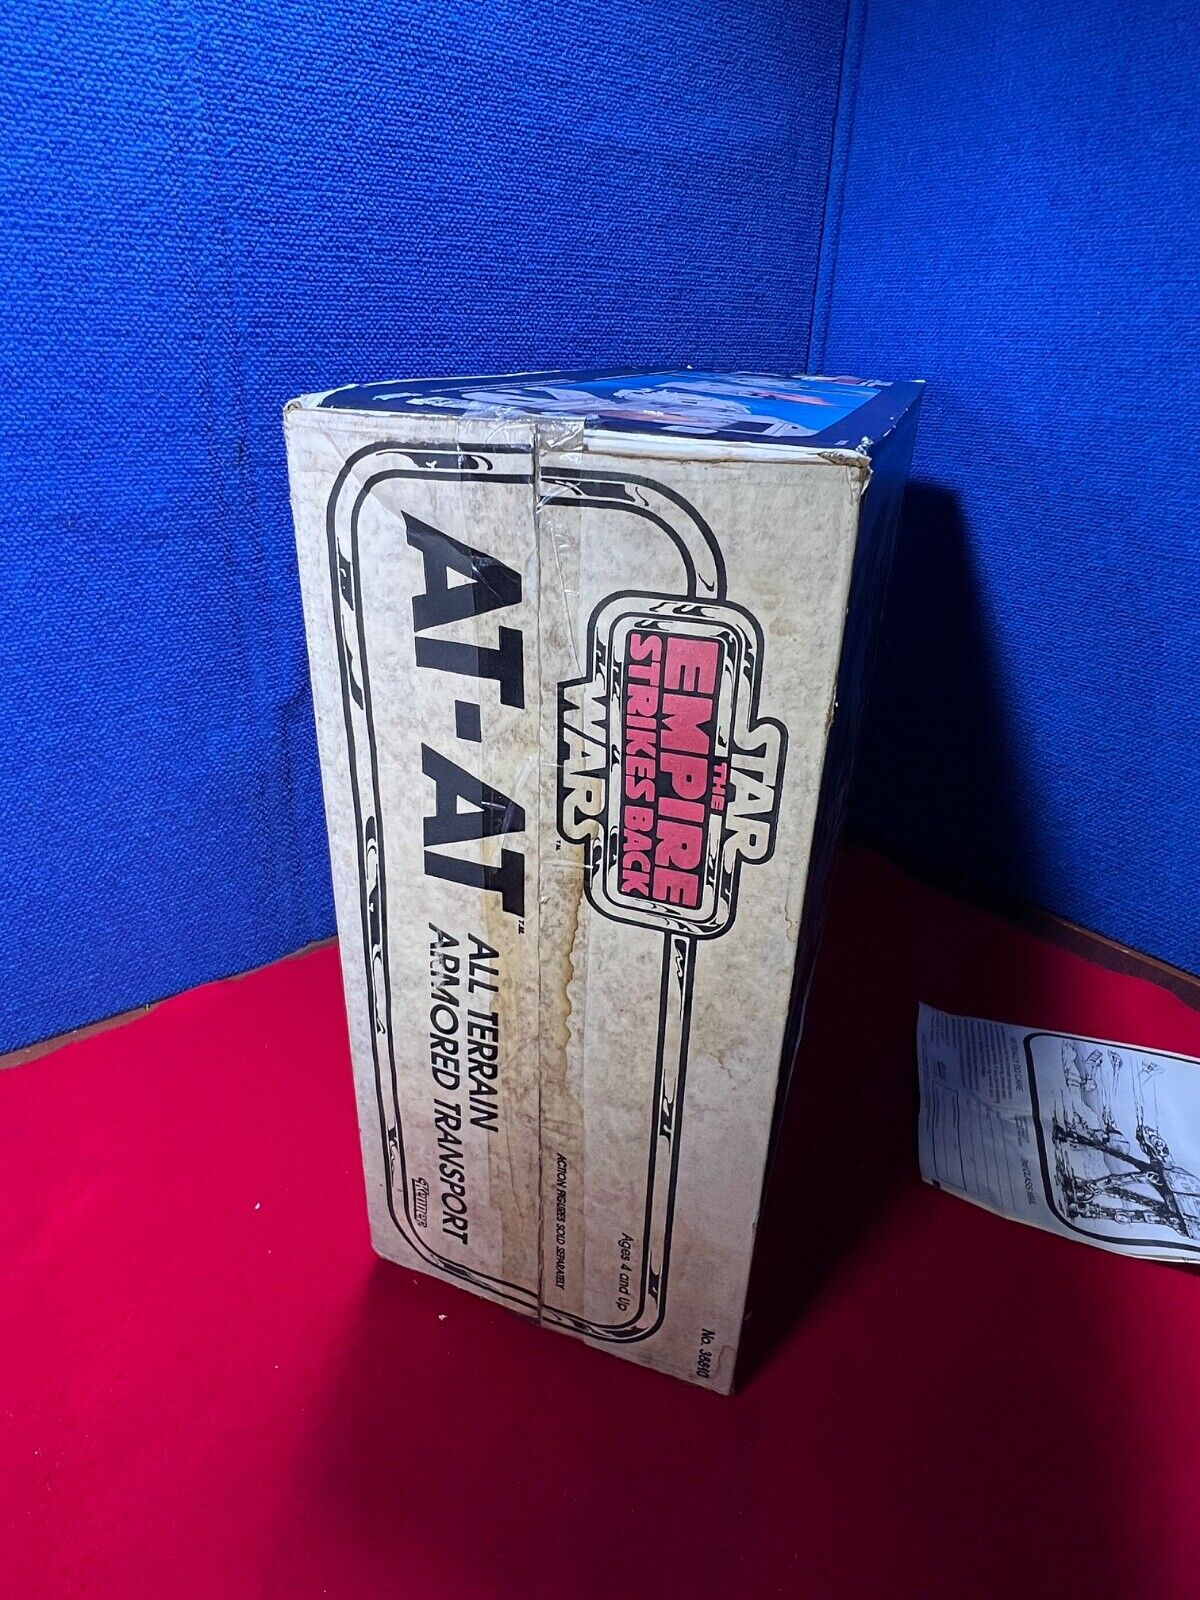 STAR
THE
EMPIRE
STRIKES BACK
WARS
T.M.
AT-AT
T.M.
ALL TERRAIN
ARMORED TRANSPORT
Kenner
ACTION FIGURES SOLD SEPARATELY
Ages 4 and Up
No. 38810